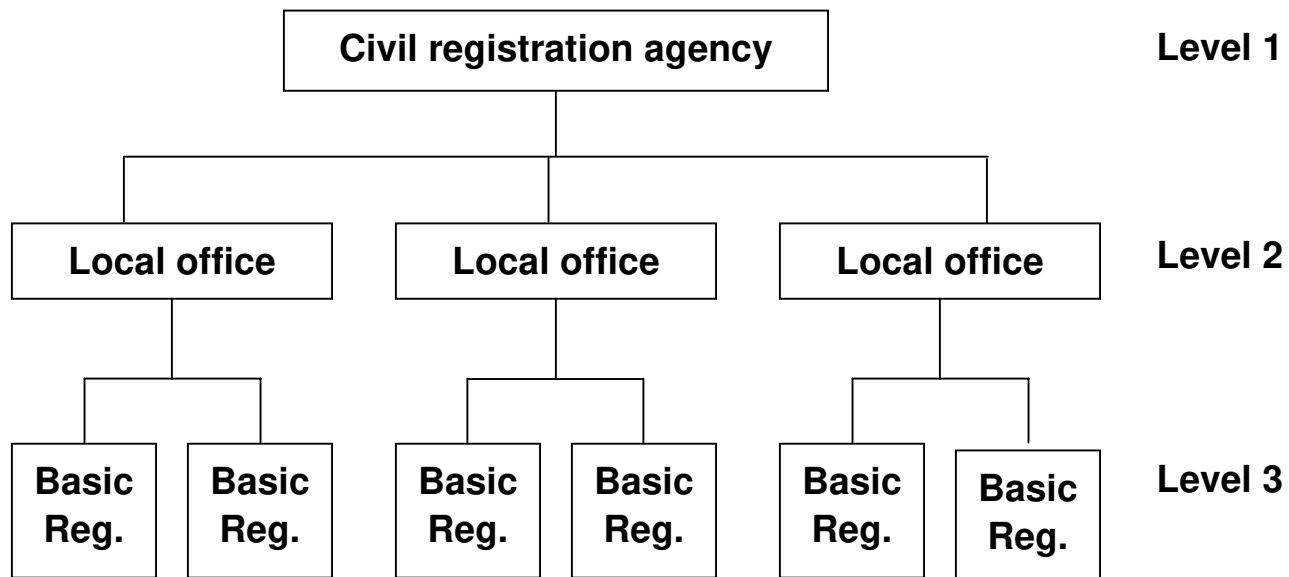 Civil registration agency
Level 1
Local office
Local office
Local office
Level 2
Basic
Reg.
Basic
Reg.
Basic
Reg.
Basic
Reg.
Basic
Reg.
Basic
Reg.
Level 3